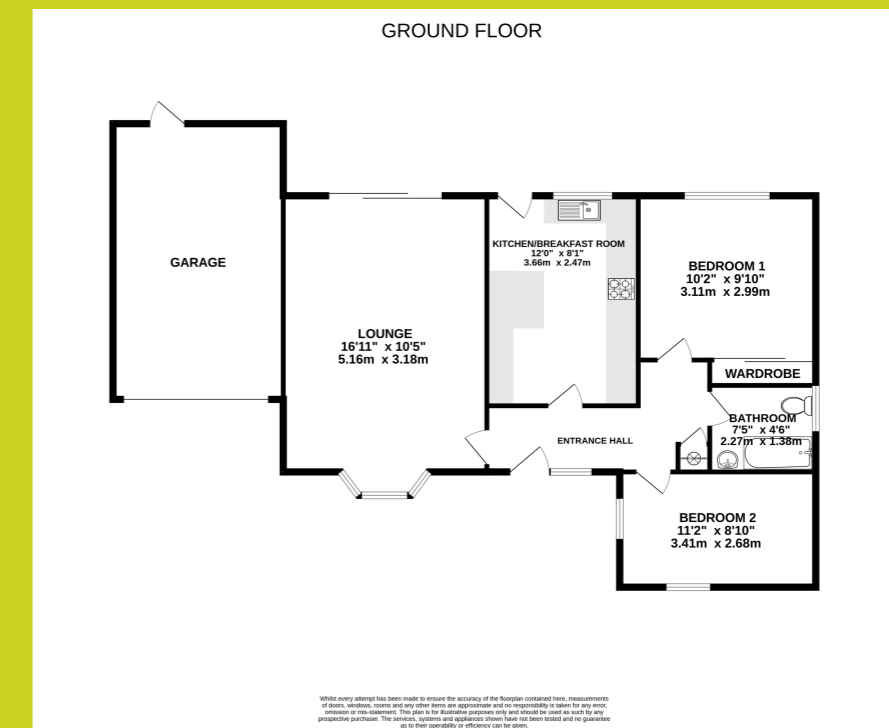 GROUND FLOOR
GARAGE
LOUNGE
16'11" x 10'5"
5.16m x 3.18m
KITCHEN/BREAKFAST ROOM
12'0" x 8'1"
3.66m x 2.47m
BEDROOM 1
10'2" x 9'10"
3.11m x 2.99m
WARDROBE
BATHROOM
7'5" x 4'6"
2.27m x 1.38m
ENTRANCE HALL
BEDROOM 2
11'2" x 8'10"
3.41m x 2.68m
Whilst every attempt has been made to ensure the accuracy of the floorplan contained here, measurements
of doors, windows, rooms and any other items are approximate and no responsibility is taken for any error,
omission or mis-statement. This plan is for illustrative purposes only and should be used as such by any
prospective purchaser. The services, systems and appliances shown have not been tested and no guarantee
as to their operability or efficiency can be given.